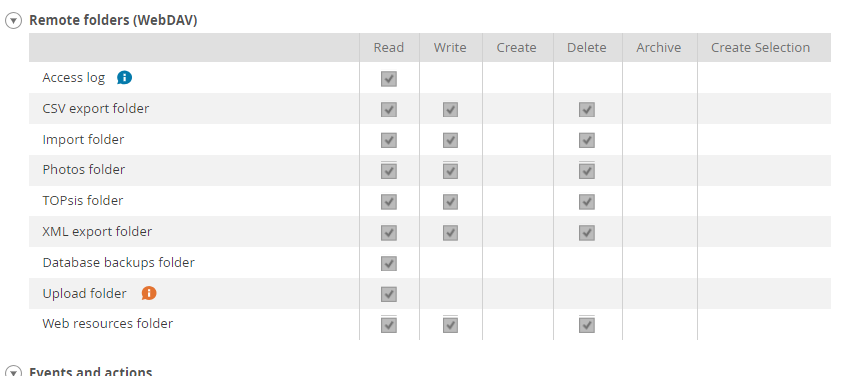 Remote folders (WebDAV)
Read Write Create Delete Archive Create Selection
Access log
CSV export folder
Import folder
Photos folder
TOPsis folder
XML export folder
Database backups folder
Upload folder
Web resources folder
Events and actions